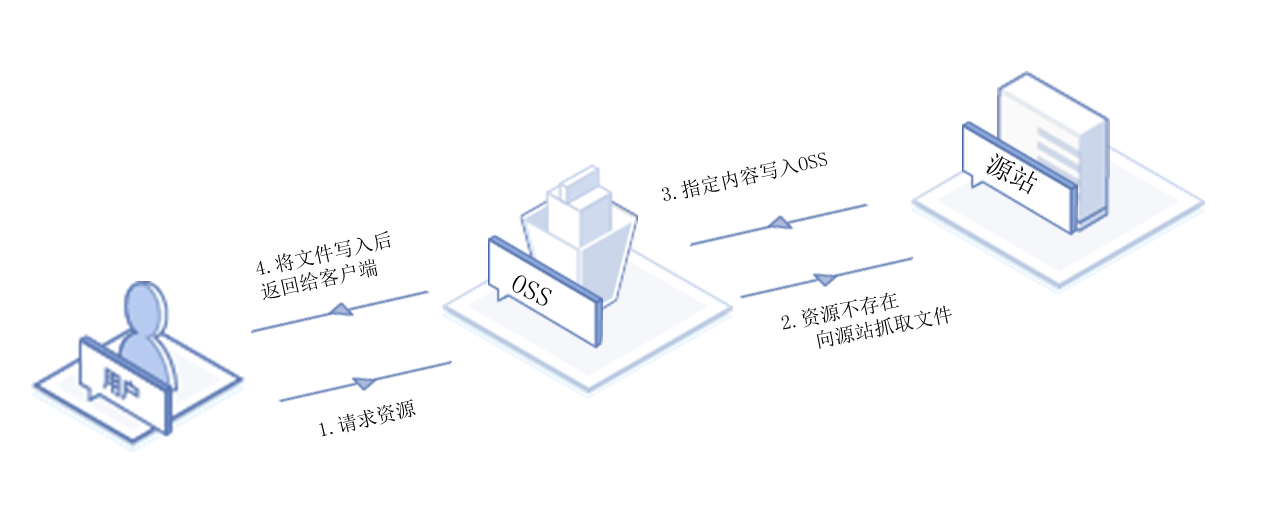 源站
3.指定内容写入OSS
4.将文件写入后
返回给客户端
OSS
2.资源不存在
向源站抓取文件
用户
1.请求资源